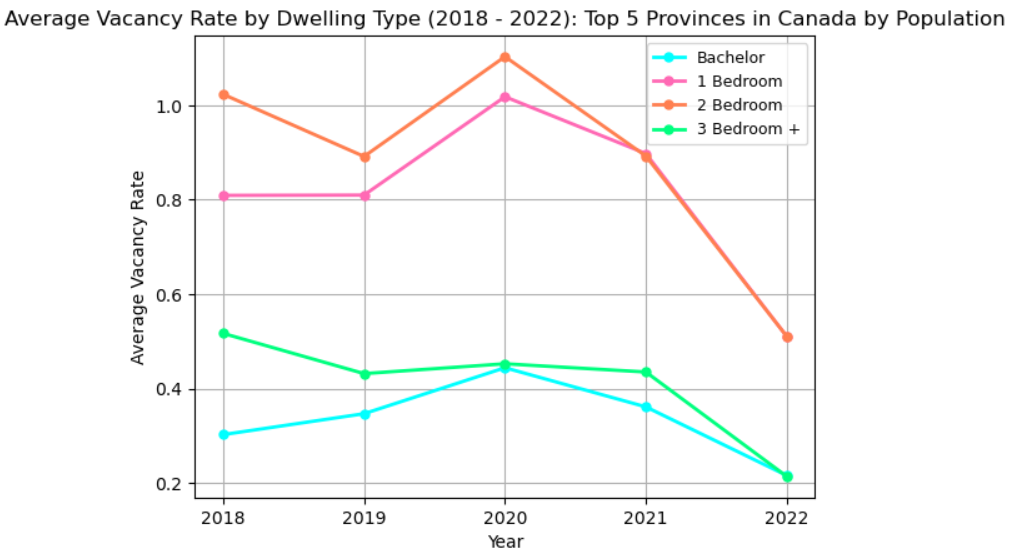 Average Vacancy Rate by Dwelling Type (2018 - 2022): Top 5 Provinces in Canada by Population
Bachelor
1 Bedroom
2 Bedroom
3 Bedroom +
Average Vacancy Rate
1.0
0.8
0.6
0.4
0.2
2018 2019 2020 2021 2022
Year